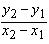 y₂ - y₁
x₂ - x₁